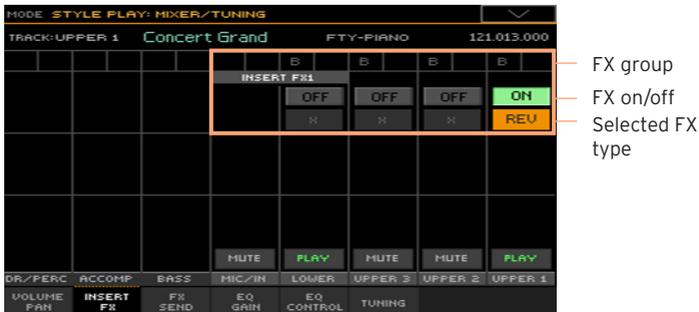 MODE STYLE PLAY: MIXER/TUNING
TRACK:UPPER 1 Concert Grand FTY-PIANO 121.013.000
B B B B
INSERT FX1
OFF OFF OFF ON
X X X REV
FX group
FX on/off
Selected FX
type
MUTE PLAY MUTE MUTE PLAY
DR/PERC ACCOMP BASS MIC/IN LOWER UPPER 3 UPPER 2 UPPER 1
VOLUME PAN INSERT FX FX SEND EQ GAIN EQ CONTROL TUNING